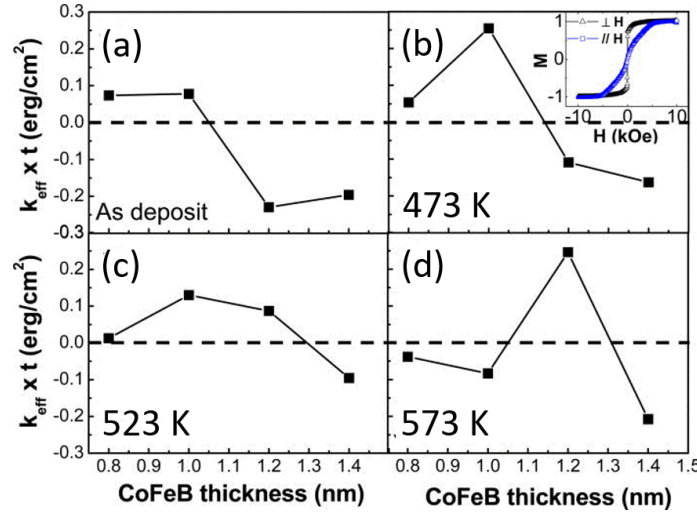 (a)
0.3
0.2
0.1
0.0
-0.1
-0.2
-0.3
k_eff x t (erg/cm²)
As deposit
(b)
473 K
⊥ H
// H
1
0
-1
M
-10 0 10
H (kOe)
(c)
0.2
0.1
0.0
-0.1
-0.2
-0.3
k_eff x t (erg/cm²)
523 K
0.8 0.9 1.0 1.1 1.2 1.3 1.4
CoFeB thickness (nm)
(d)
573 K
0.8 0.9 1.0 1.1 1.2 1.3 1.4 1.5
CoFeB thickness (nm)